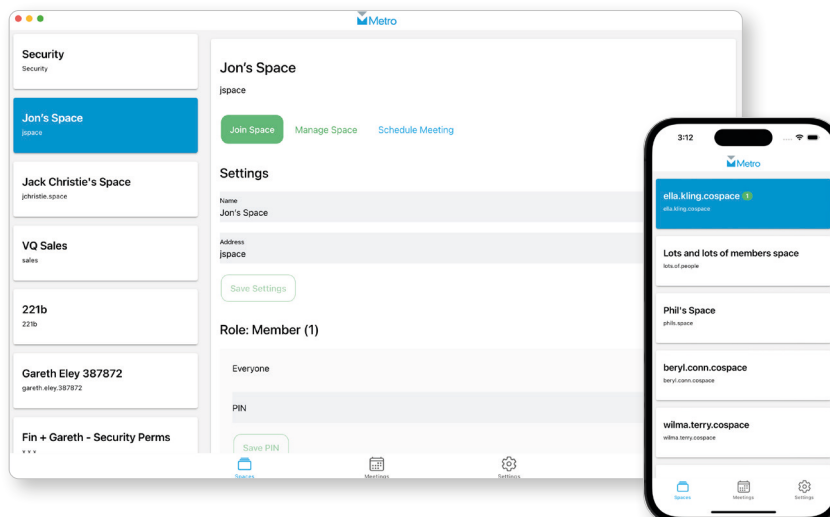 Metro
Security
Security
Jon's Space
jspace
Jack Christie's Space
jchristie.space
VQ Sales
sales
221b
221b
Gareth Eley 387872
gareth.eley.387872
Fin + Gareth - Security Perms
Jon's Space
jspace
Join Space Manage Space Schedule Meeting
Settings
Name
Jon's Space
Address
jspace
Save Settings
Role: Member (1)
Everyone
PIN
Save PIN
Spaces Meetings Settings
3:12
Metro
ella.kling.cospace 1
ella.kling.cospace
Lots and lots of members space
lots.of.people
Phil's Space
phils.space
beryl.conn.cospace
beryl.conn.cospace
wilma.terry.cospace
wilma.terry.cospace
Spaces Meetings Settings